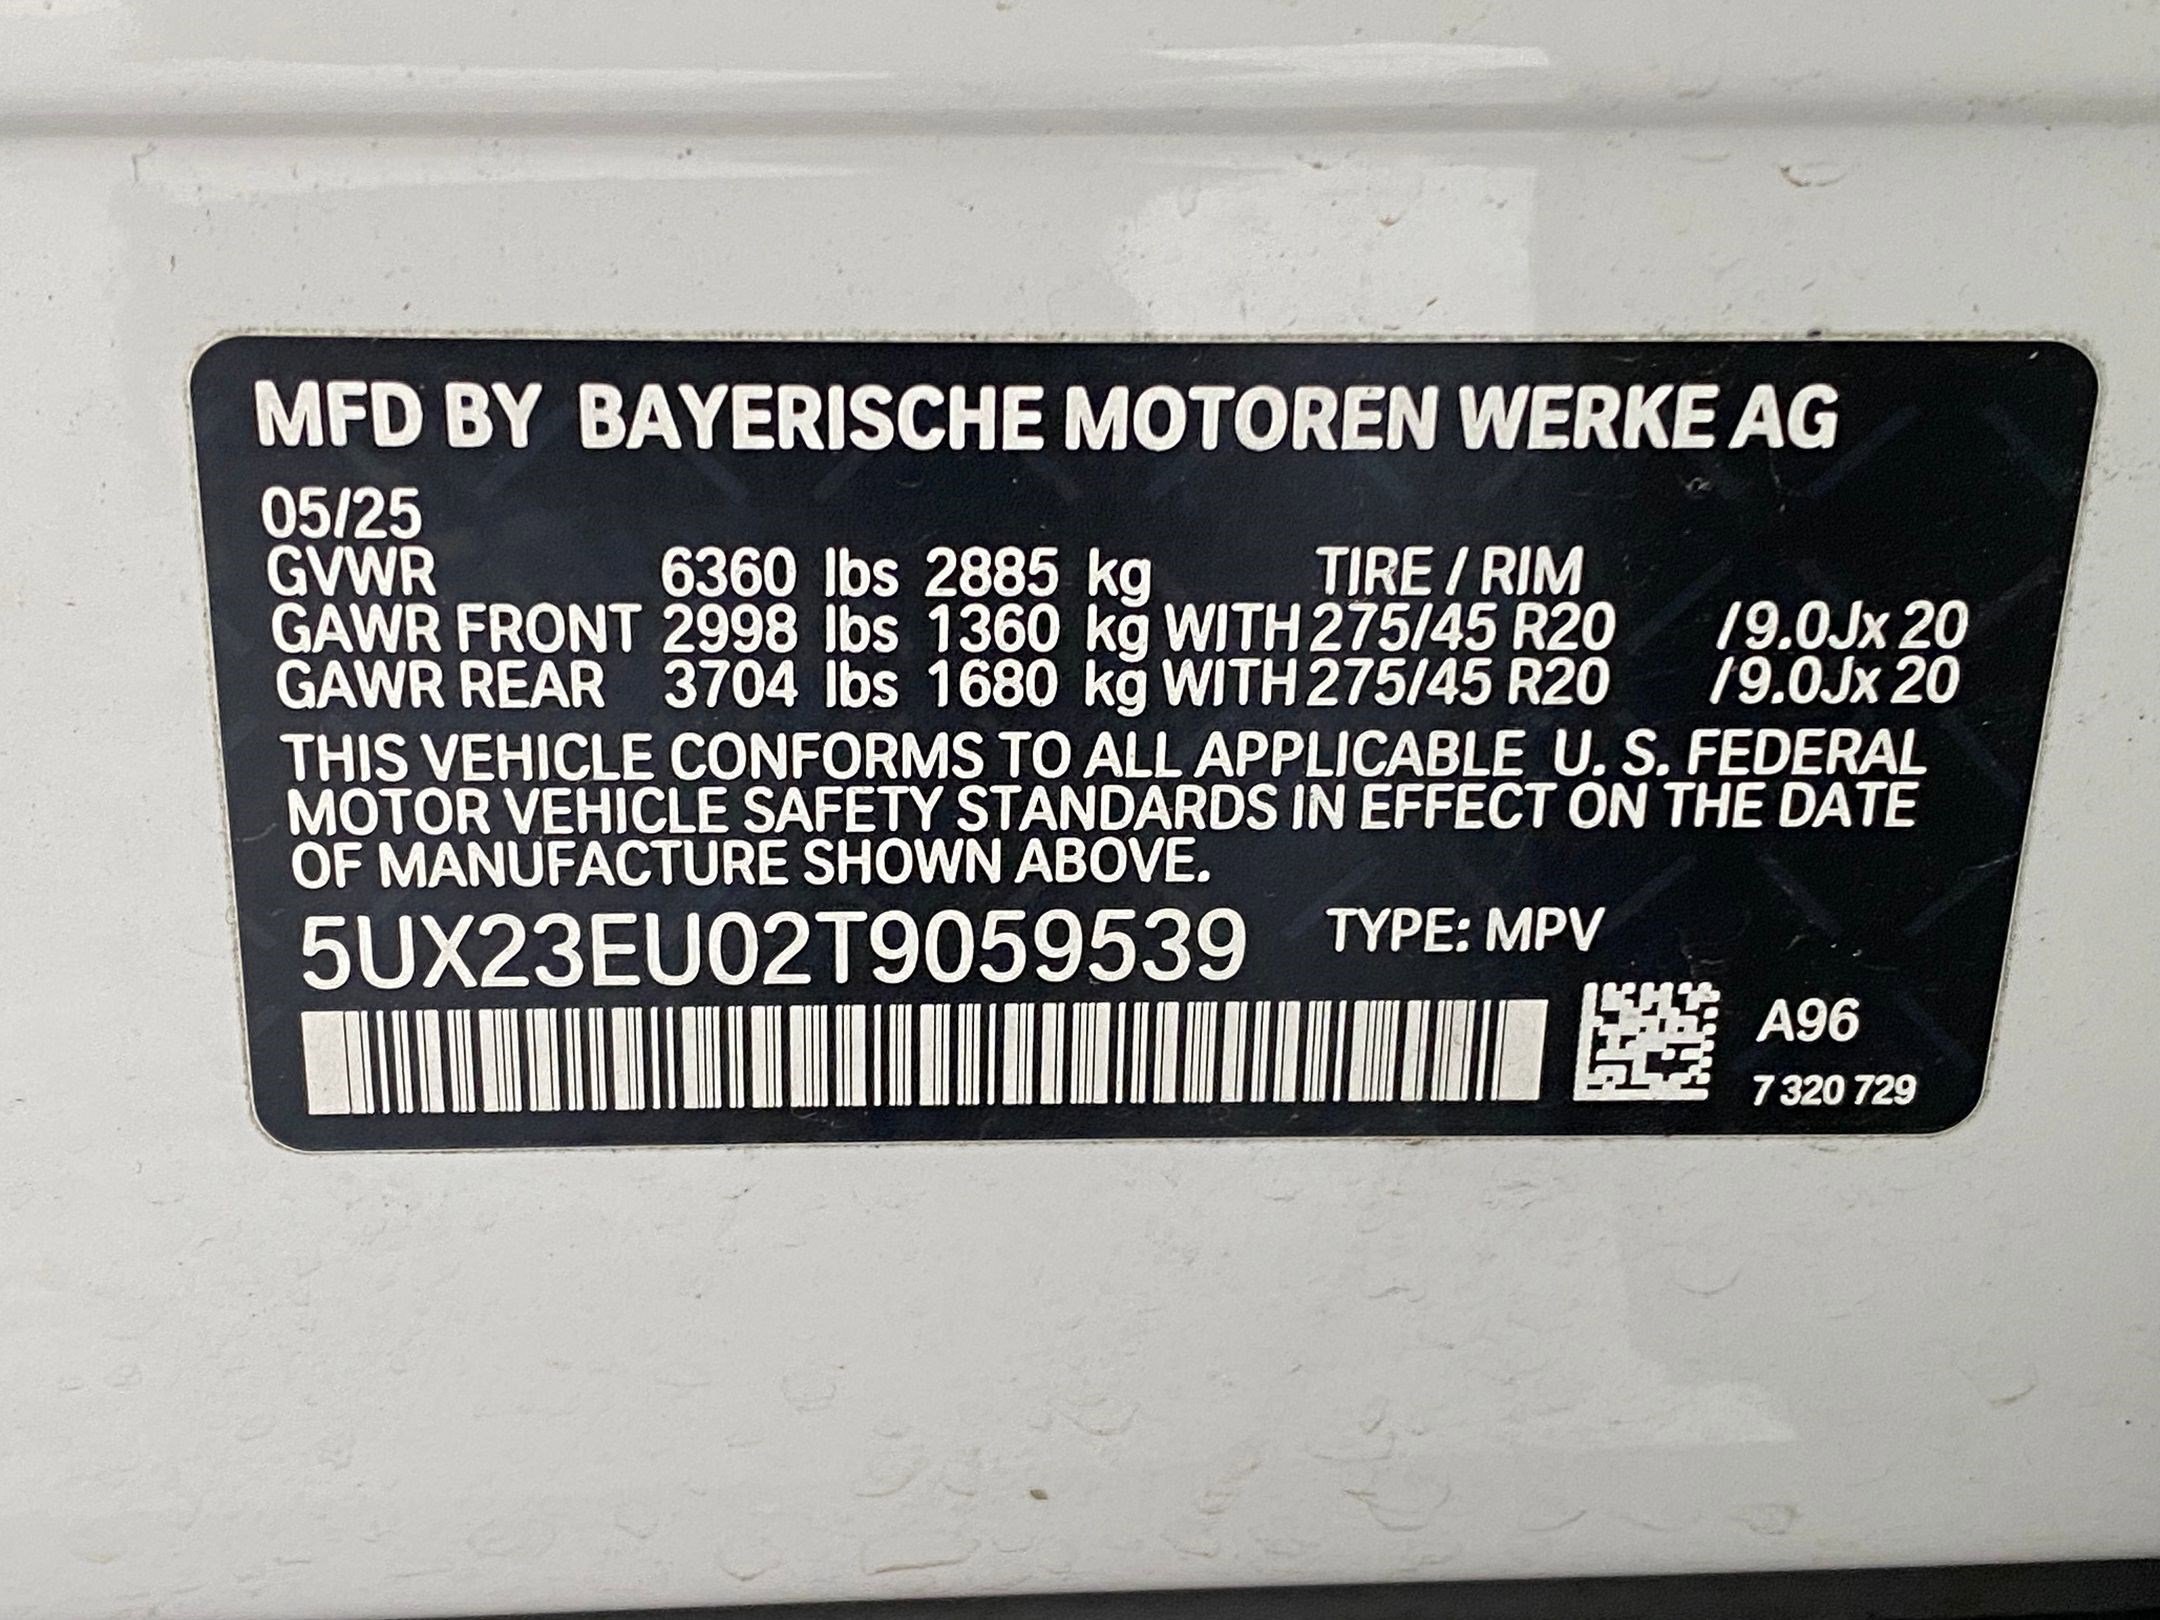 MFD BY BAYERISCHE MOTOREN WERKE AG
05/25
GVWR 6360 lbs 2885 kg TIRE / RIM
GAWR FRONT 2998 lbs 1360 kg WITH 275/45 R20 /9.0Jx 20
GAWR REAR 3704 lbs 1680 kg WITH 275/45 R20 /9.0Jx 20
THIS VEHICLE CONFORMS TO ALL APPLICABLE U. S. FEDERAL
MOTOR VEHICLE SAFETY STANDARDS IN EFFECT ON THE DATE
OF MANUFACTURE SHOWN ABOVE.
5UX23EU02T9059539 TYPE: MPV
A96
7 320 729